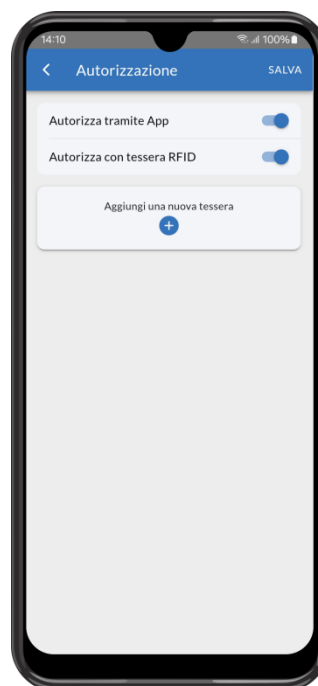 14:10
100%
Autorizzazione
SALVA
Autorizza tramite App
Autorizza con tessera RFID
Aggiungi una nuova tessera